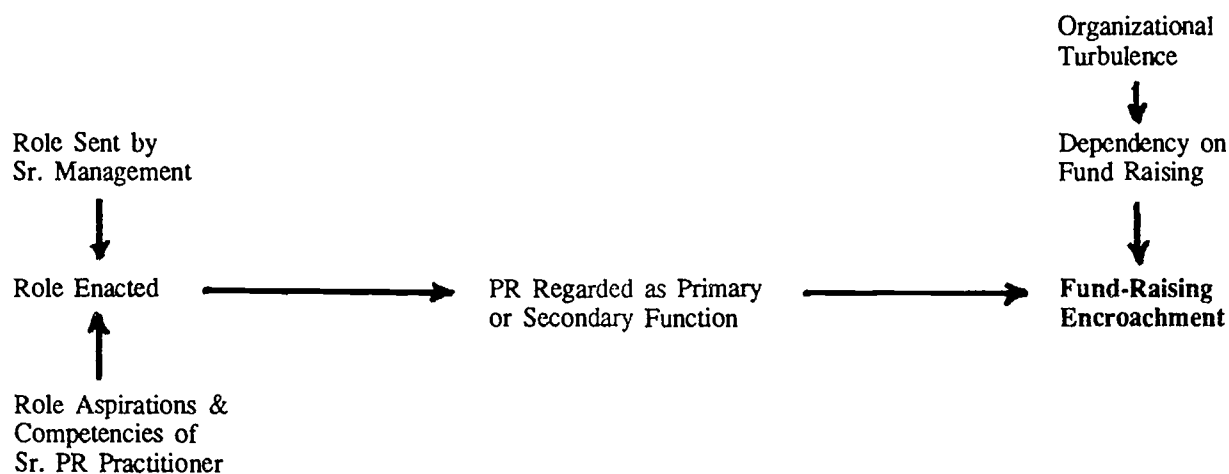 Organizational
Turbulence
Role Sent by
Sr. Management
Dependency on
Fund Raising
Role Enacted
PR Regarded as Primary
or Secondary Function
Fund-Raising
Encroachment
Role Aspirations &
Competencies of
Sr. PR Practitioner